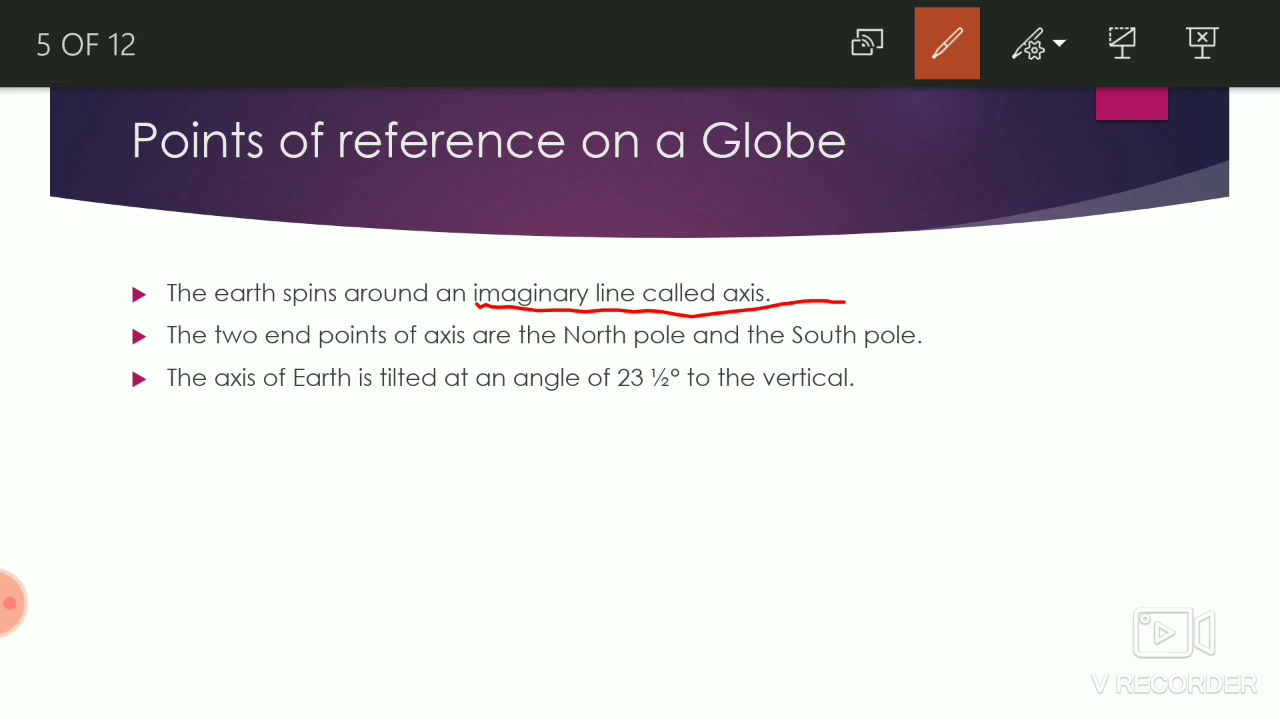 5 OF 12
Points of reference on a Globe
The earth spins around an imaginary line called axis.
The two end points of axis are the North pole and the South pole.
The axis of Earth is tilted at an angle of 23 ½° to the vertical.
V RECORDER